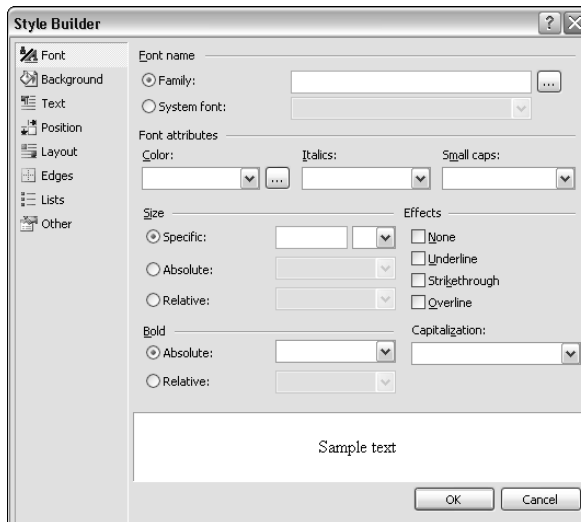 Style Builder
Font
Background
Text
Position
Layout
Edges
Lists
Other
Font name
Family:
...
System font:
Font attributes
Color:
Italics:
Small caps:
...
Size
Effects
Specific:
None
Underline
Absolute:
Strikethrough
Relative:
Overline
Bold
Capitalization:
Absolute:
Relative:
Sample text
OK
Cancel